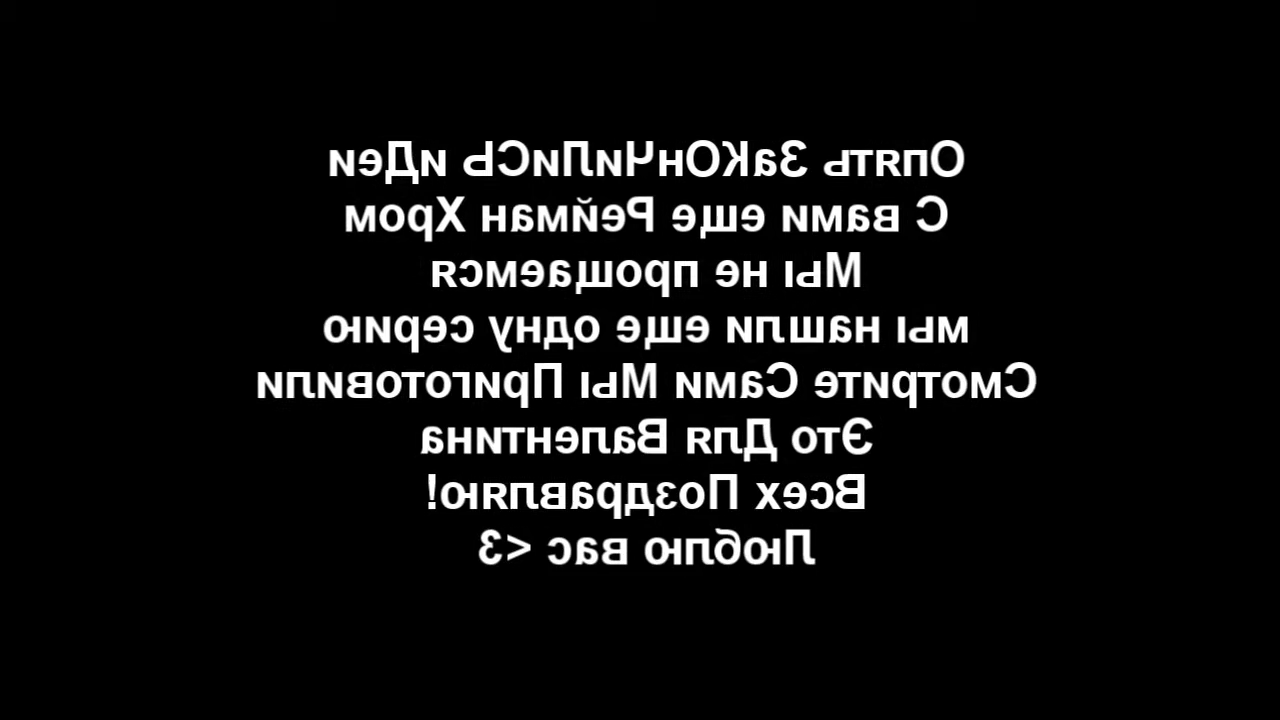 Опять ЗаКОнЧиЛиСЬ иДеи
С вами еще Рейман Хром
Мы не прощаемся
мы нашли еще одну серию
Смотрите Сами Мы Приготовили
Это Для Валентина
Всех Поздравляю!
Люблю вас <3